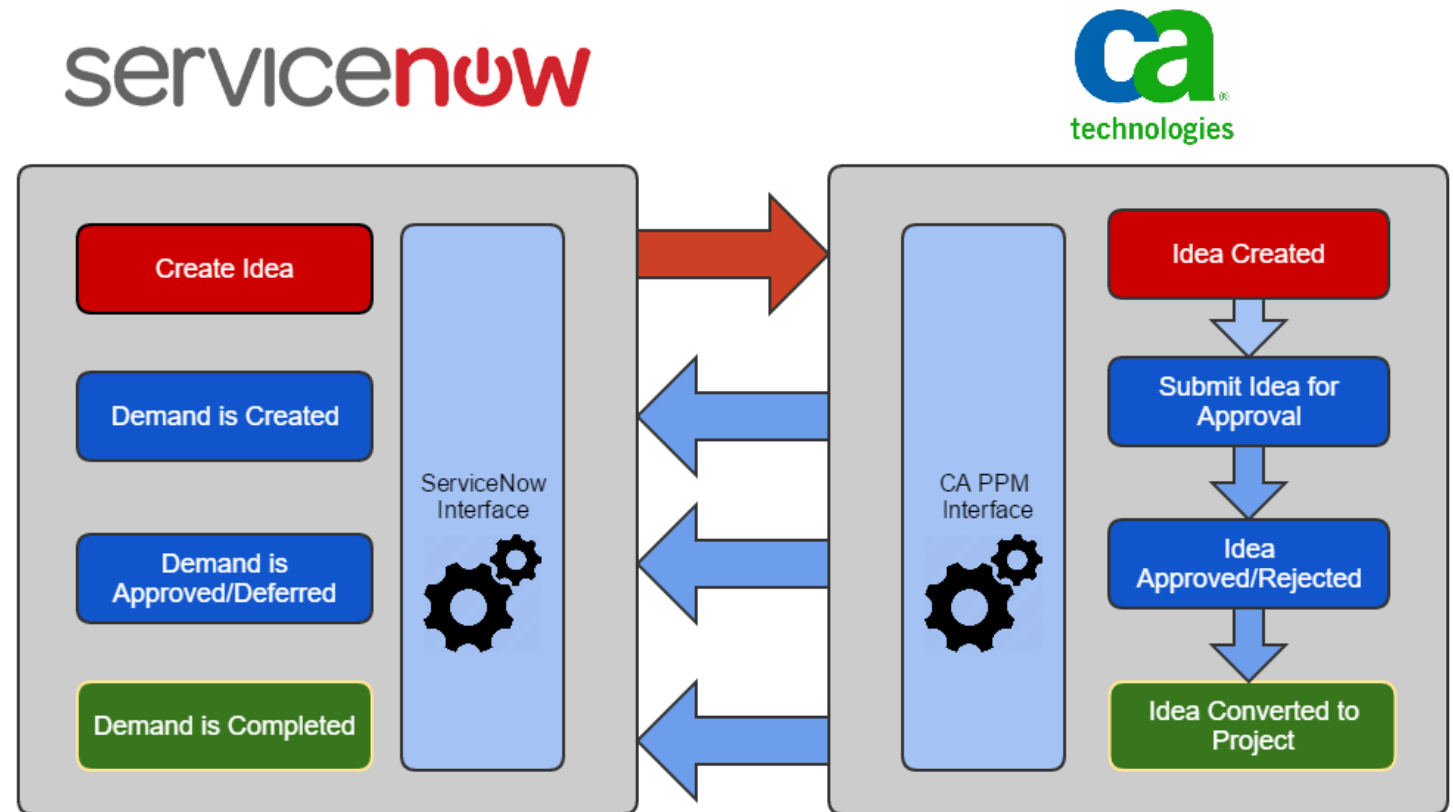 servicenow
ca
®
technologies
Create Idea
Demand is Created
Demand is
Approved/Deferred
Demand is Completed
ServiceNow
Interface
CA PPM
Interface
Idea Created
Submit Idea for
Approval
Idea
Approved/Rejected
Idea Converted to
Project